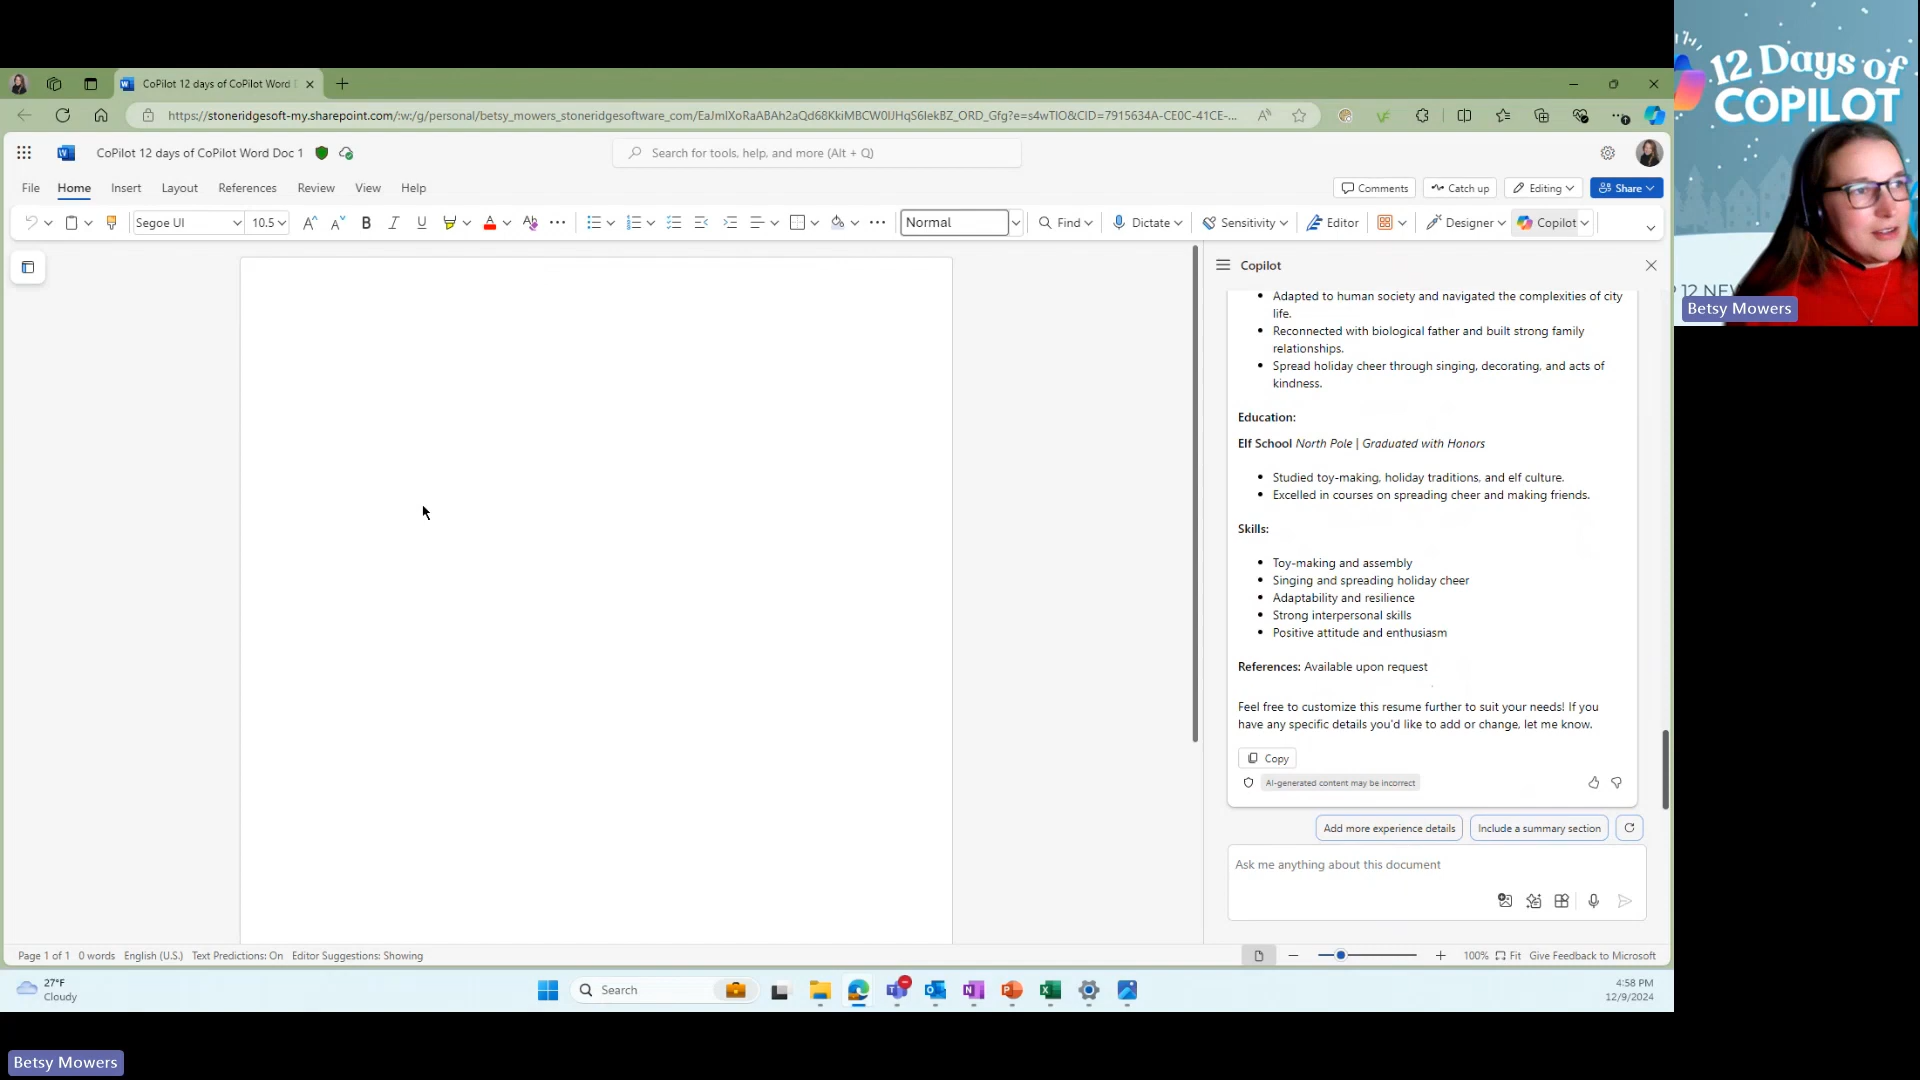 CoPilot 12 days of CoPilot Word
https://stoneridgesoft-my.sharepoint.com/:w:/g/personal/betsy_mowers_stoneridgesoftware_com/EaJmlXoRaABAh2aQd68KkiMBCW0lJHqS6lekBZ_ORD_Gfg?e=s4wTlO&CID=7915634A-CE0C-41CE-...
CoPilot 12 days of CoPilot Word Doc 1
Search for tools, help, and more (Alt + Q)
File Home Insert Layout References Review View Help
Comments Catch up Editing Share
Segoe UI 10.5 Normal Find Dictate Sensitivity Editor Designer Copilot
Copilot
Adapted to human society and navigated the complexities of city
life.
Reconnected with biological father and built strong family
relationships.
Spread holiday cheer through singing, decorating, and acts of
kindness.
Education:
Elf School North Pole | Graduated with Honors
Studied toy-making, holiday traditions, and elf culture.
Excelled in courses on spreading cheer and making friends.
Skills:
Toy-making and assembly
Singing and spreading holiday cheer
Adaptability and resilience
Strong interpersonal skills
Positive attitude and enthusiasm
References: Available upon request
Feel free to customize this resume further to suit your needs! If you
have any specific details you'd like to add or change, let me know.
Copy
AI-generated content may be incorrect
Add more experience details Include a summary section
Ask me anything about this document
Page 1 of 1 0 words English (U.S.) Text Predictions: On Editor Suggestions: Showing
100% Fit Give Feedback to Microsoft
27°F
Cloudy
Search
4:58 PM
12/9/2024
12 Days of
COPILOT
12 NEW
Betsy Mowers
Betsy Mowers